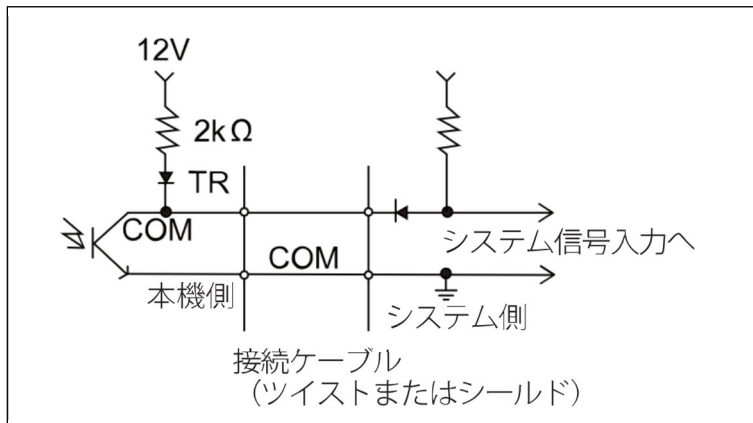 12V
2kΩ
TR
COM
システム信号入力へ
COM
本機側
システム側
接続ケーブル
（ツイストまたはシールド）